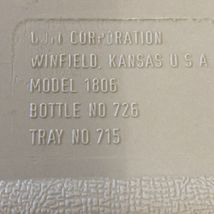 CORPORATION
WINFIELD, KANSAS U S A
MODEL 1806
BOTTLE NO 726
TRAY NO 715